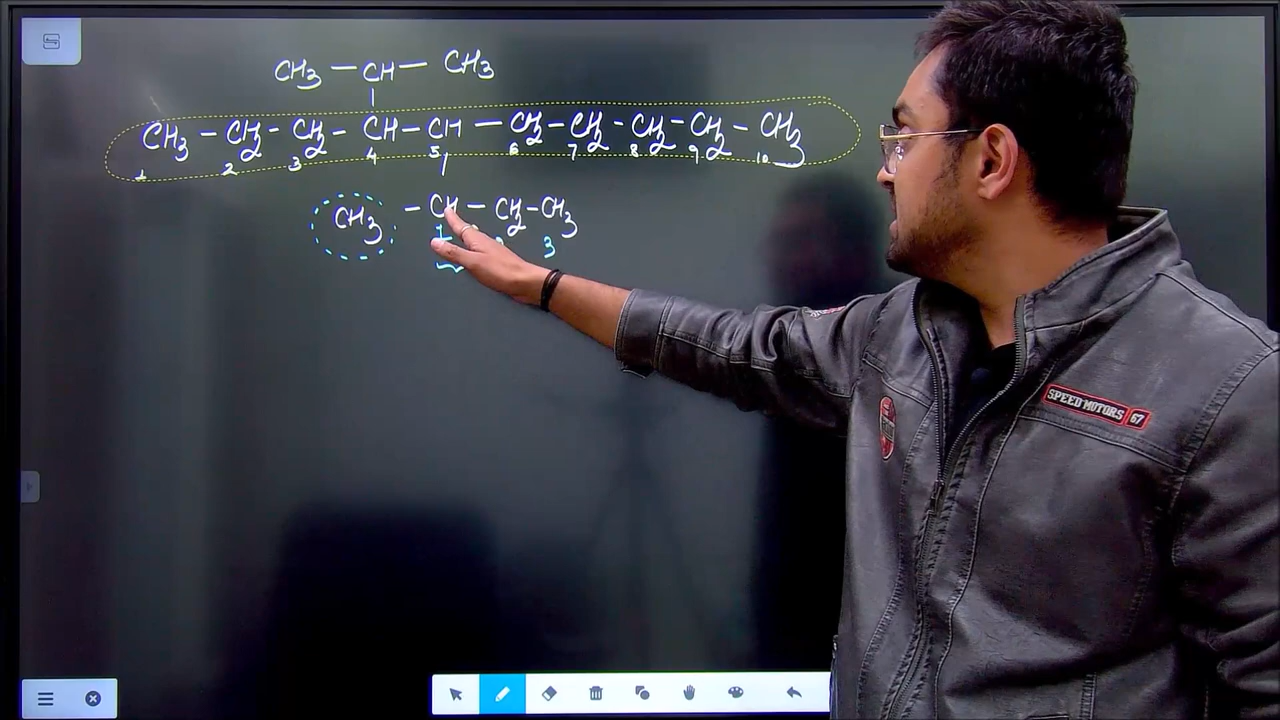 CH3 – CH – CH3
CH3 – CH2 – CH2 – CH – CH – CH2 – CH2 – CH2 – CH2 – CH3
1 2 3 4 5 6 7 8 9 10
CH3 – CH – CH2 – CH3
1 3
SPEED MOTORS 67